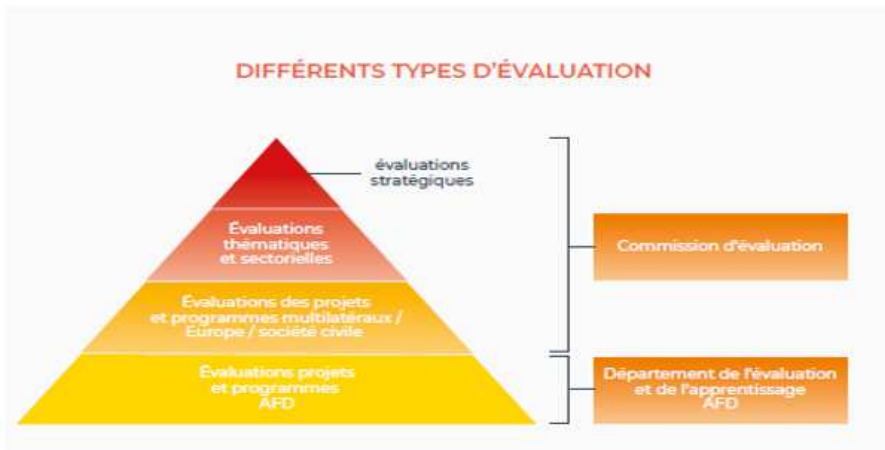 DIFFÉRENTS TYPES D'ÉVALUATION
évaluations
stratégiques
Évaluations
thématiques
et sectorielles
Commission d'évaluation
Évaluations des projets
et programmes multilatéraux /
Europe / société civile
Évaluations projets
et programmes
AFD
Département de l'évaluation
et de l'apprentissage
AFD